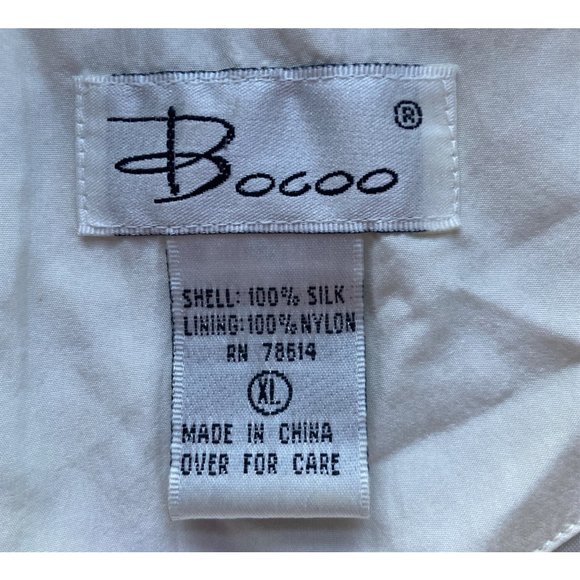 Bocoo ®
SHELL: 100% SILK
LINING: 100% NYLON
RN 78614
XL
MADE IN CHINA
OVER FOR CARE